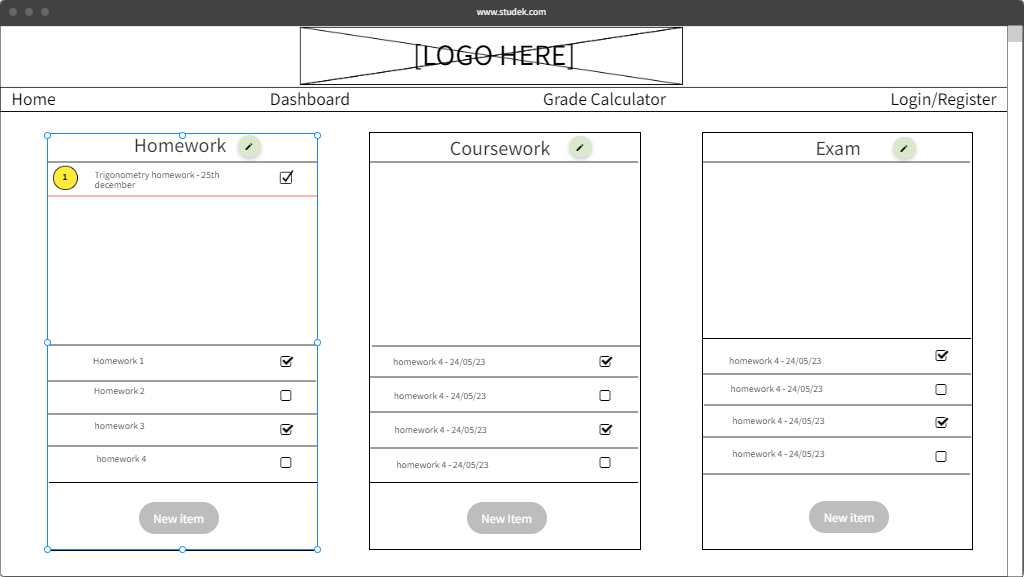 www.studek.com
[LOGO HERE]
Home Dashboard Grade Calculator Login/Register
Homework
1
Trigonometry homework - 25th
december
Homework 1
Homework 2
homework 3
homework 4
New item
Coursework
homework 4 - 24/05/23
homework 4 - 24/05/23
homework 4 - 24/05/23
homework 4 - 24/05/23
New Item
Exam
homework 4 - 24/05/23
homework 4 - 24/05/23
homework 4 - 24/05/23
homework 4 - 24/05/23
New item